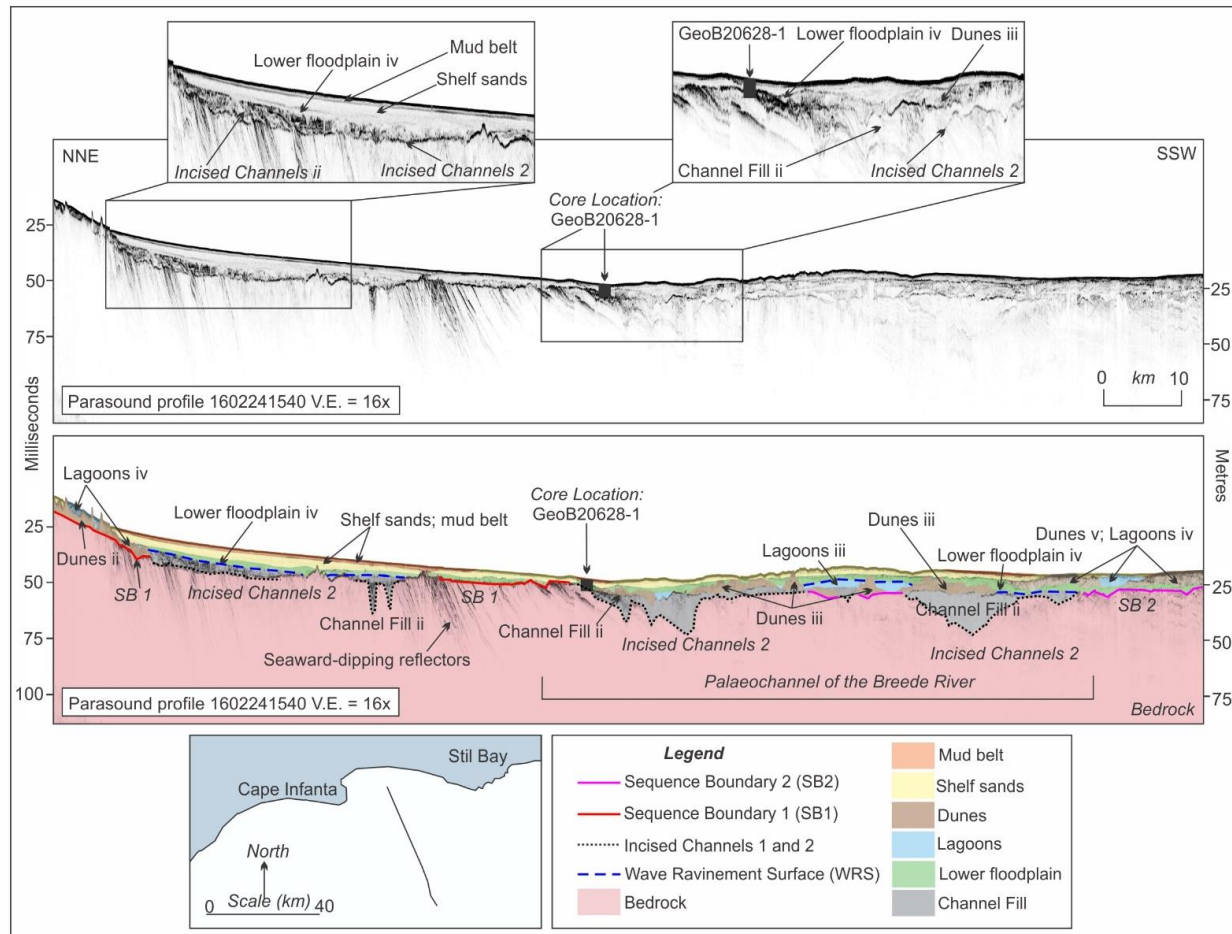 Lower floodplain iv
Mud belt
Shelf sands
Incised Channels ii
Incised Channels 2
GeoB20628-1
Lower floodplain iv
Dunes iii
Channel Fill ii
Incised Channels 2
NNE
SSW
Core Location:
GeoB20628-1
25
50
75
25
50
75
0 km 10
Parasound profile 1602241540 V.E. = 16x
Milliseconds
Metres
Lagoons iv
Dunes ii
SB 1
Lower floodplain iv
Incised Channels 2
Shelf sands; mud belt
Channel Fill ii
Seaward-dipping reflectors
SB 1
Core Location:
GeoB20628-1
Channel Fill ii
Incised Channels 2
Lagoons iii
Dunes iii
Dunes iii
Lower floodplain iv
Channel Fill ii
Incised Channels 2
Dunes v; Lagoons iv
SB 2
Palaeochannel of the Breede River
Bedrock
25
50
75
100
25
50
75
Parasound profile 1602241540 V.E. = 16x
Stil Bay
Cape Infanta
North
0 Scale (km) 40
Legend
Sequence Boundary 2 (SB2)
Sequence Boundary 1 (SB1)
Incised Channels 1 and 2
Wave Ravinement Surface (WRS)
Bedrock
Mud belt
Shelf sands
Dunes
Lagoons
Lower floodplain
Channel Fill